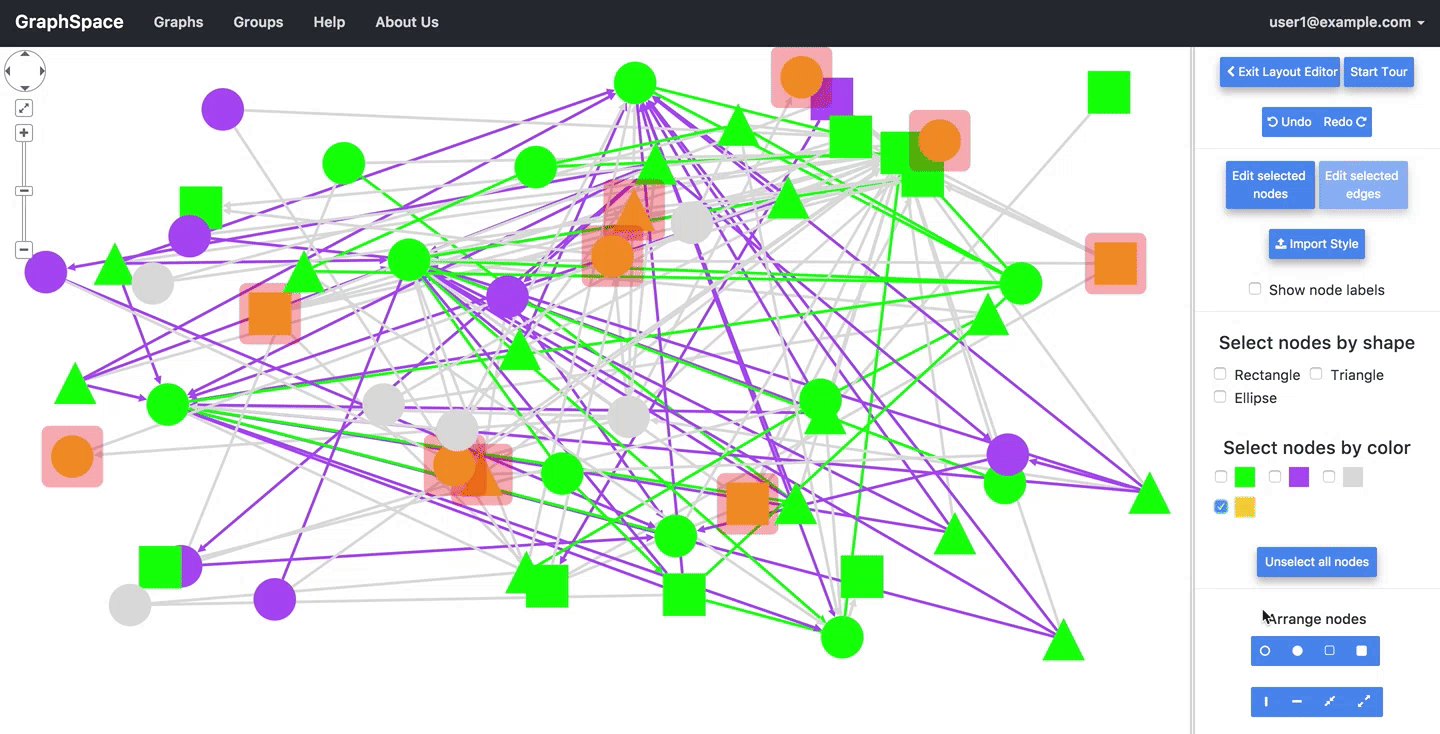 GraphSpace Graphs Groups Help About Us user1@example.com
Exit Layout Editor Start Tour
Undo Redo
Edit selected nodes
Edit selected edges
Import Style
Show node labels
Select nodes by shape
Rectangle Triangle
Ellipse
Select nodes by color
Unselect all nodes
Arrange nodes